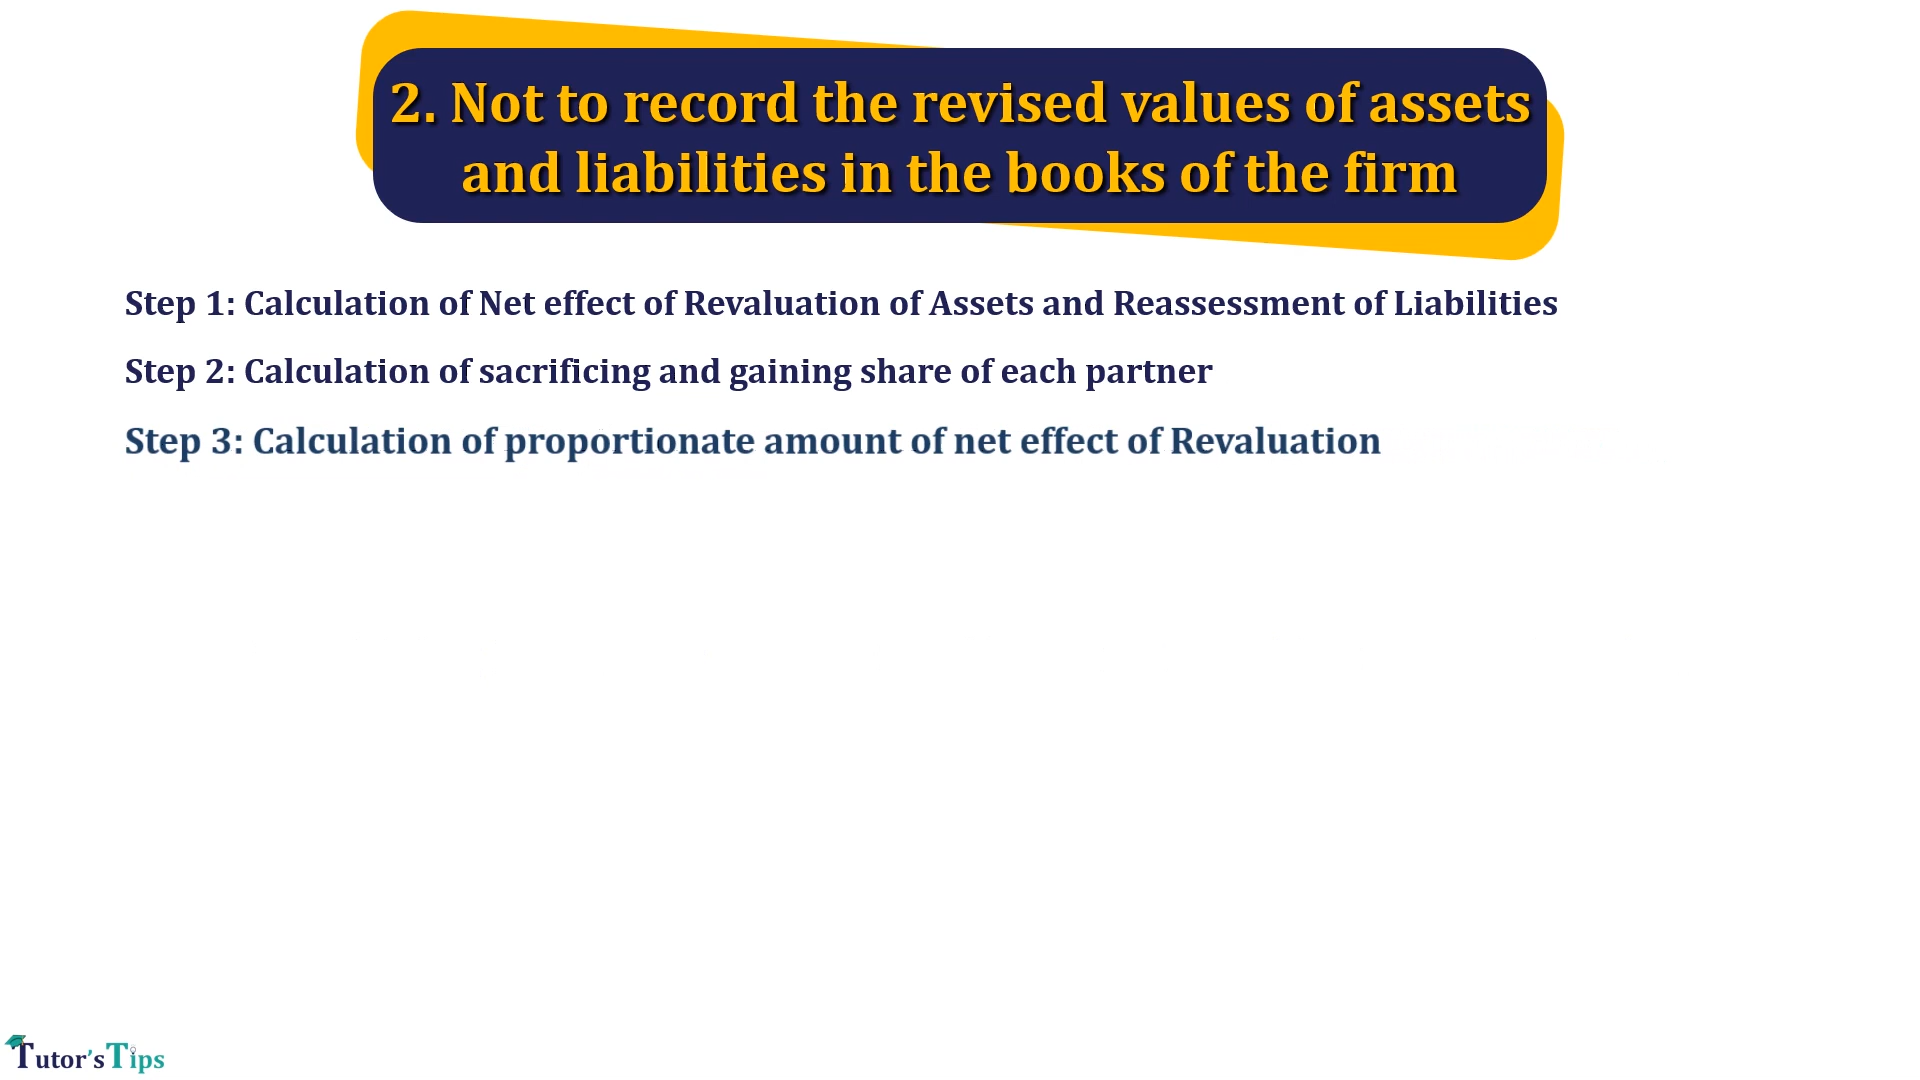 2. Not to record the revised values of assets
and liabilities in the books of the firm
Step 1: Calculation of Net effect of Revaluation of Assets and Reassessment of Liabilities
Step 2: Calculation of sacrificing and gaining share of each partner
Step 3: Calculation of proportionate amount of net effect of Revaluation
Tutor'sTips